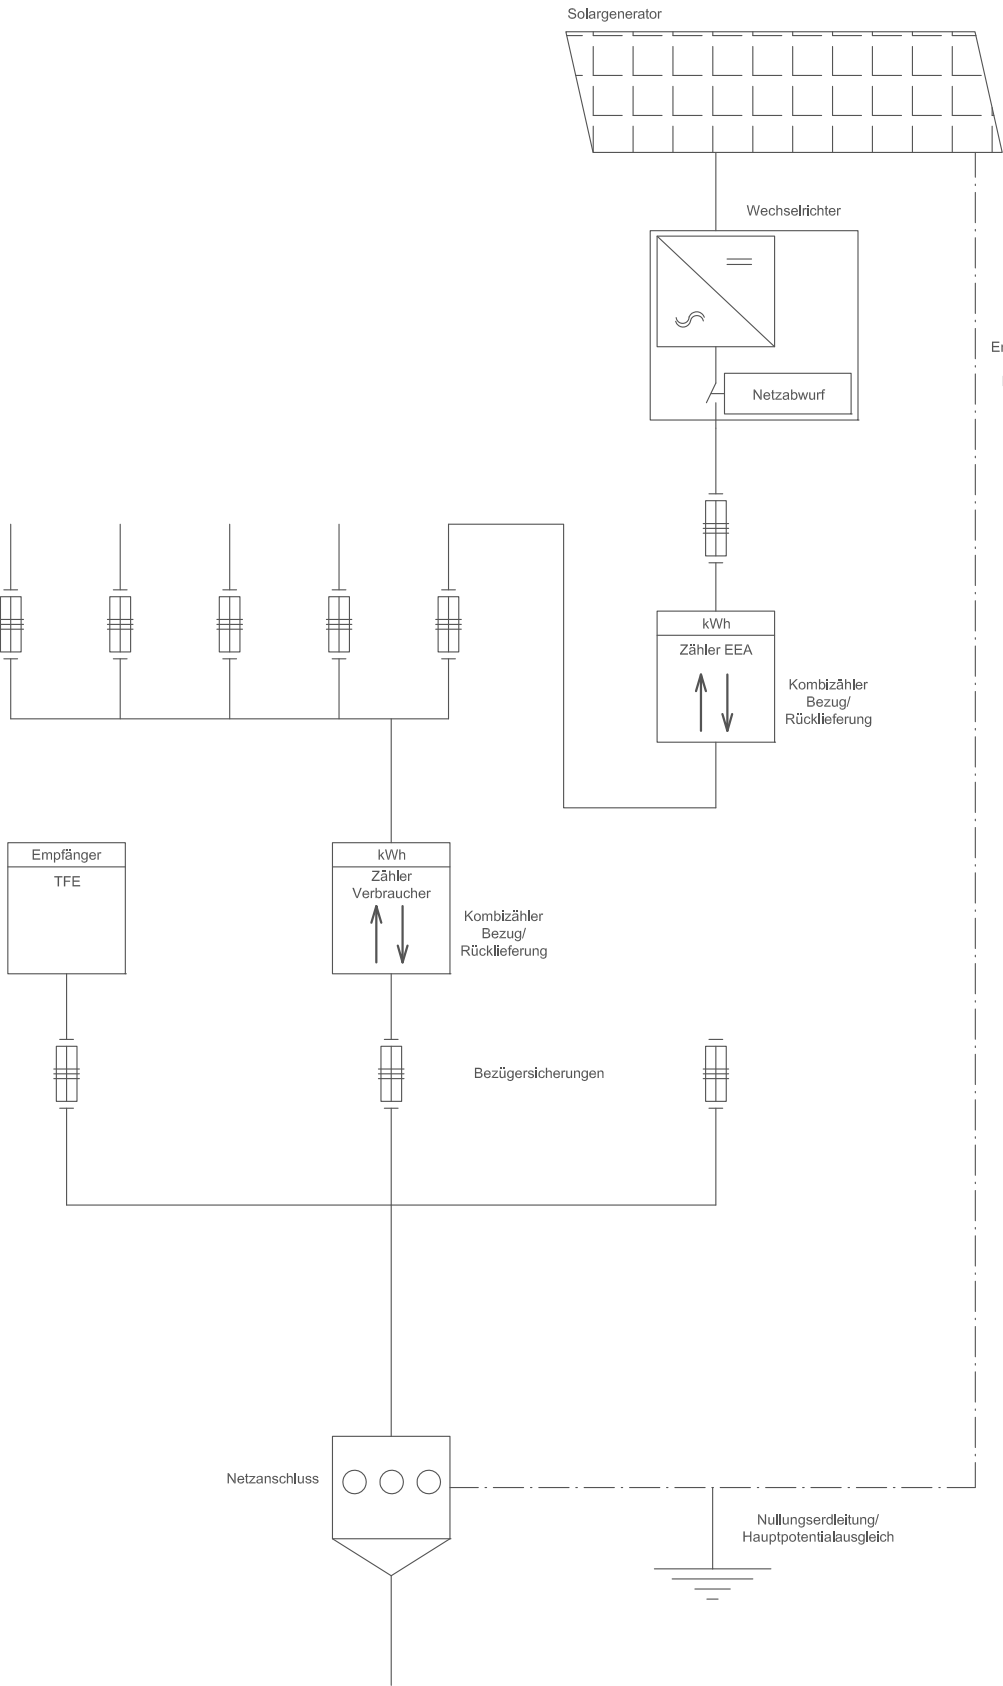 Solargenerator
Wechselrichter
Netzabwurf
kWh
Zähler EEA
Kombizähler
Bezug/
Rücklieferung
Empfänger
TFE
kWh
Zähler
Verbraucher
Kombizähler
Bezug/
Rücklieferung
Bezügersicherungen
Netzanschluss
Nullungserdleitung/
Hauptpotentialausgleich